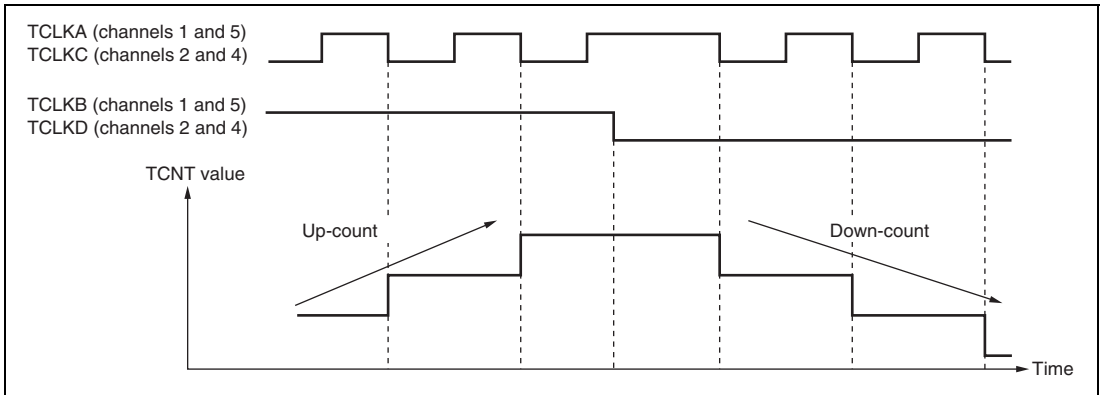 TCLKA (channels 1 and 5)
TCLKC (channels 2 and 4)
TCLKB (channels 1 and 5)
TCLKD (channels 2 and 4)
TCNT value
Up-count
Down-count
Time